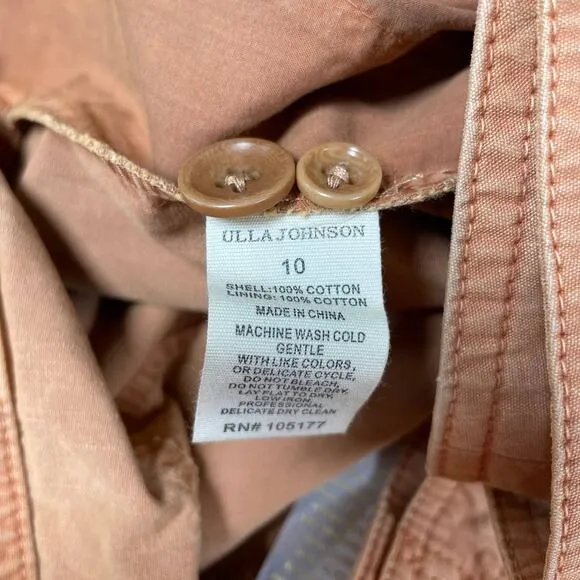 ULLA JOHNSON
10
SHELL:100% COTTON
LINING: 100% COTTON
MADE IN CHINA
MACHINE WASH COLD
GENTLE
WITH LIKE COLORS,
OR DELICATE CYCLE,
DO NOT BLEACH,
DO NOT TUMBLE DRY,
LAY FLAT TO DRY,
LOW IRON,
PROFESSIONAL
DELICATE DRY CLEAN
RN# 105177